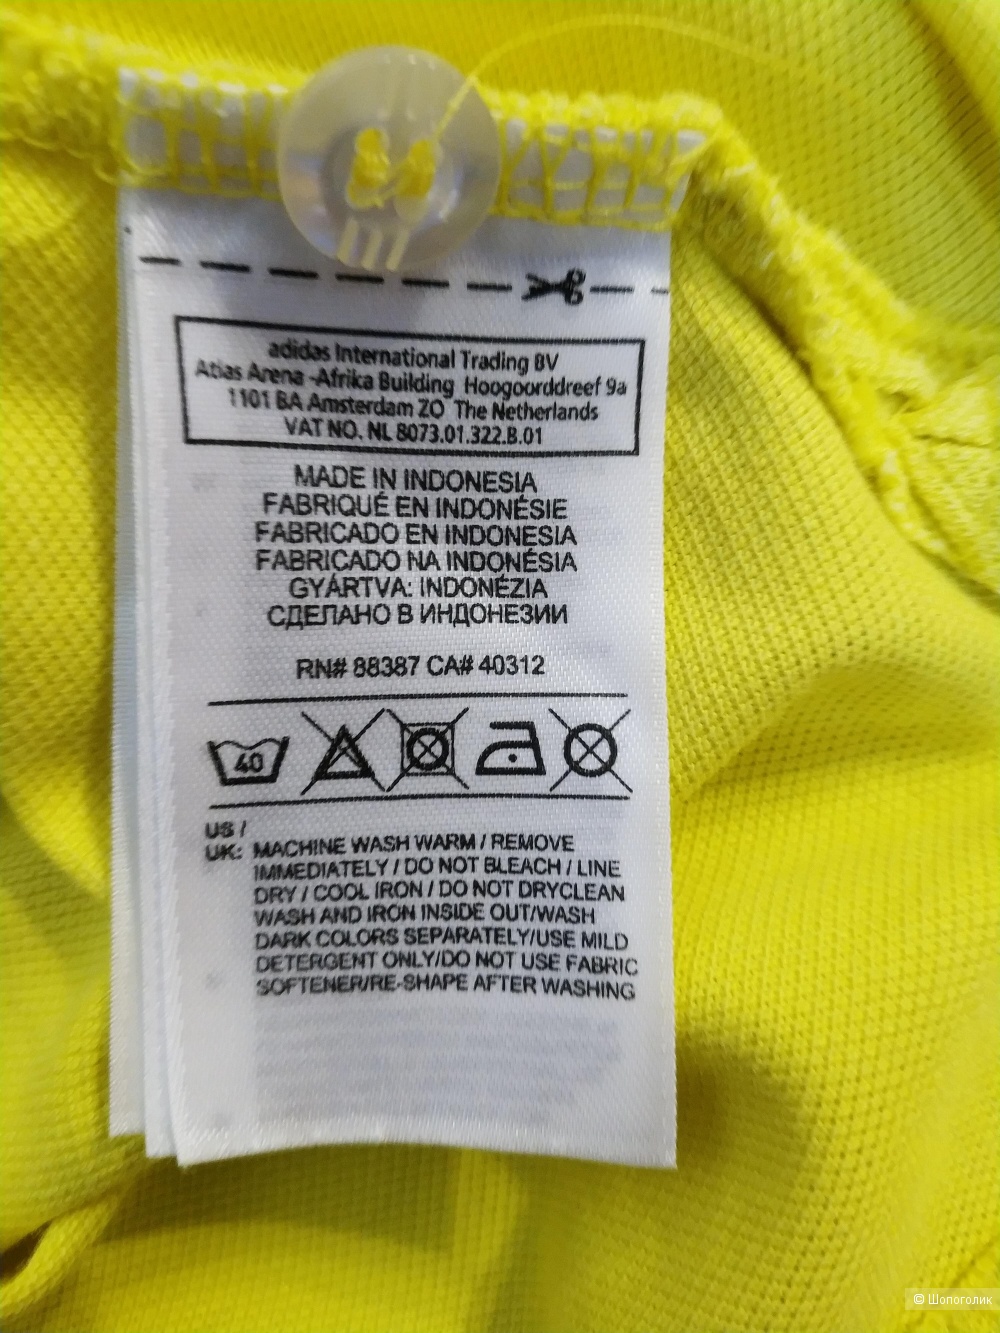 adidas International Trading BV
Atlas Arena -Afrika Building Hoogoorddreef 9a
1101 BA Amsterdam ZO The Netherlands
VAT NO. NL 8073.01.322.B.01
MADE IN INDONESIA
FABRIQUÉ EN INDONÉSIE
FABRICADO EN INDONESIA
FABRICADO NA INDONÉSIA
GYÁRTVA: INDONÉZIA
СДЕЛАНО В ИНДОНЕЗИИ
RN# 88387 CA# 40312
40
US /
UK: MACHINE WASH WARM / REMOVE
IMMEDIATELY / DO NOT BLEACH / LINE
DRY / COOL IRON / DO NOT DRYCLEAN
WASH AND IRON INSIDE OUT/WASH
DARK COLORS SEPARATELY/USE MILD
DETERGENT ONLY/DO NOT USE FABRIC
SOFTENER/RE-SHAPE AFTER WASHING
© Шопоголик